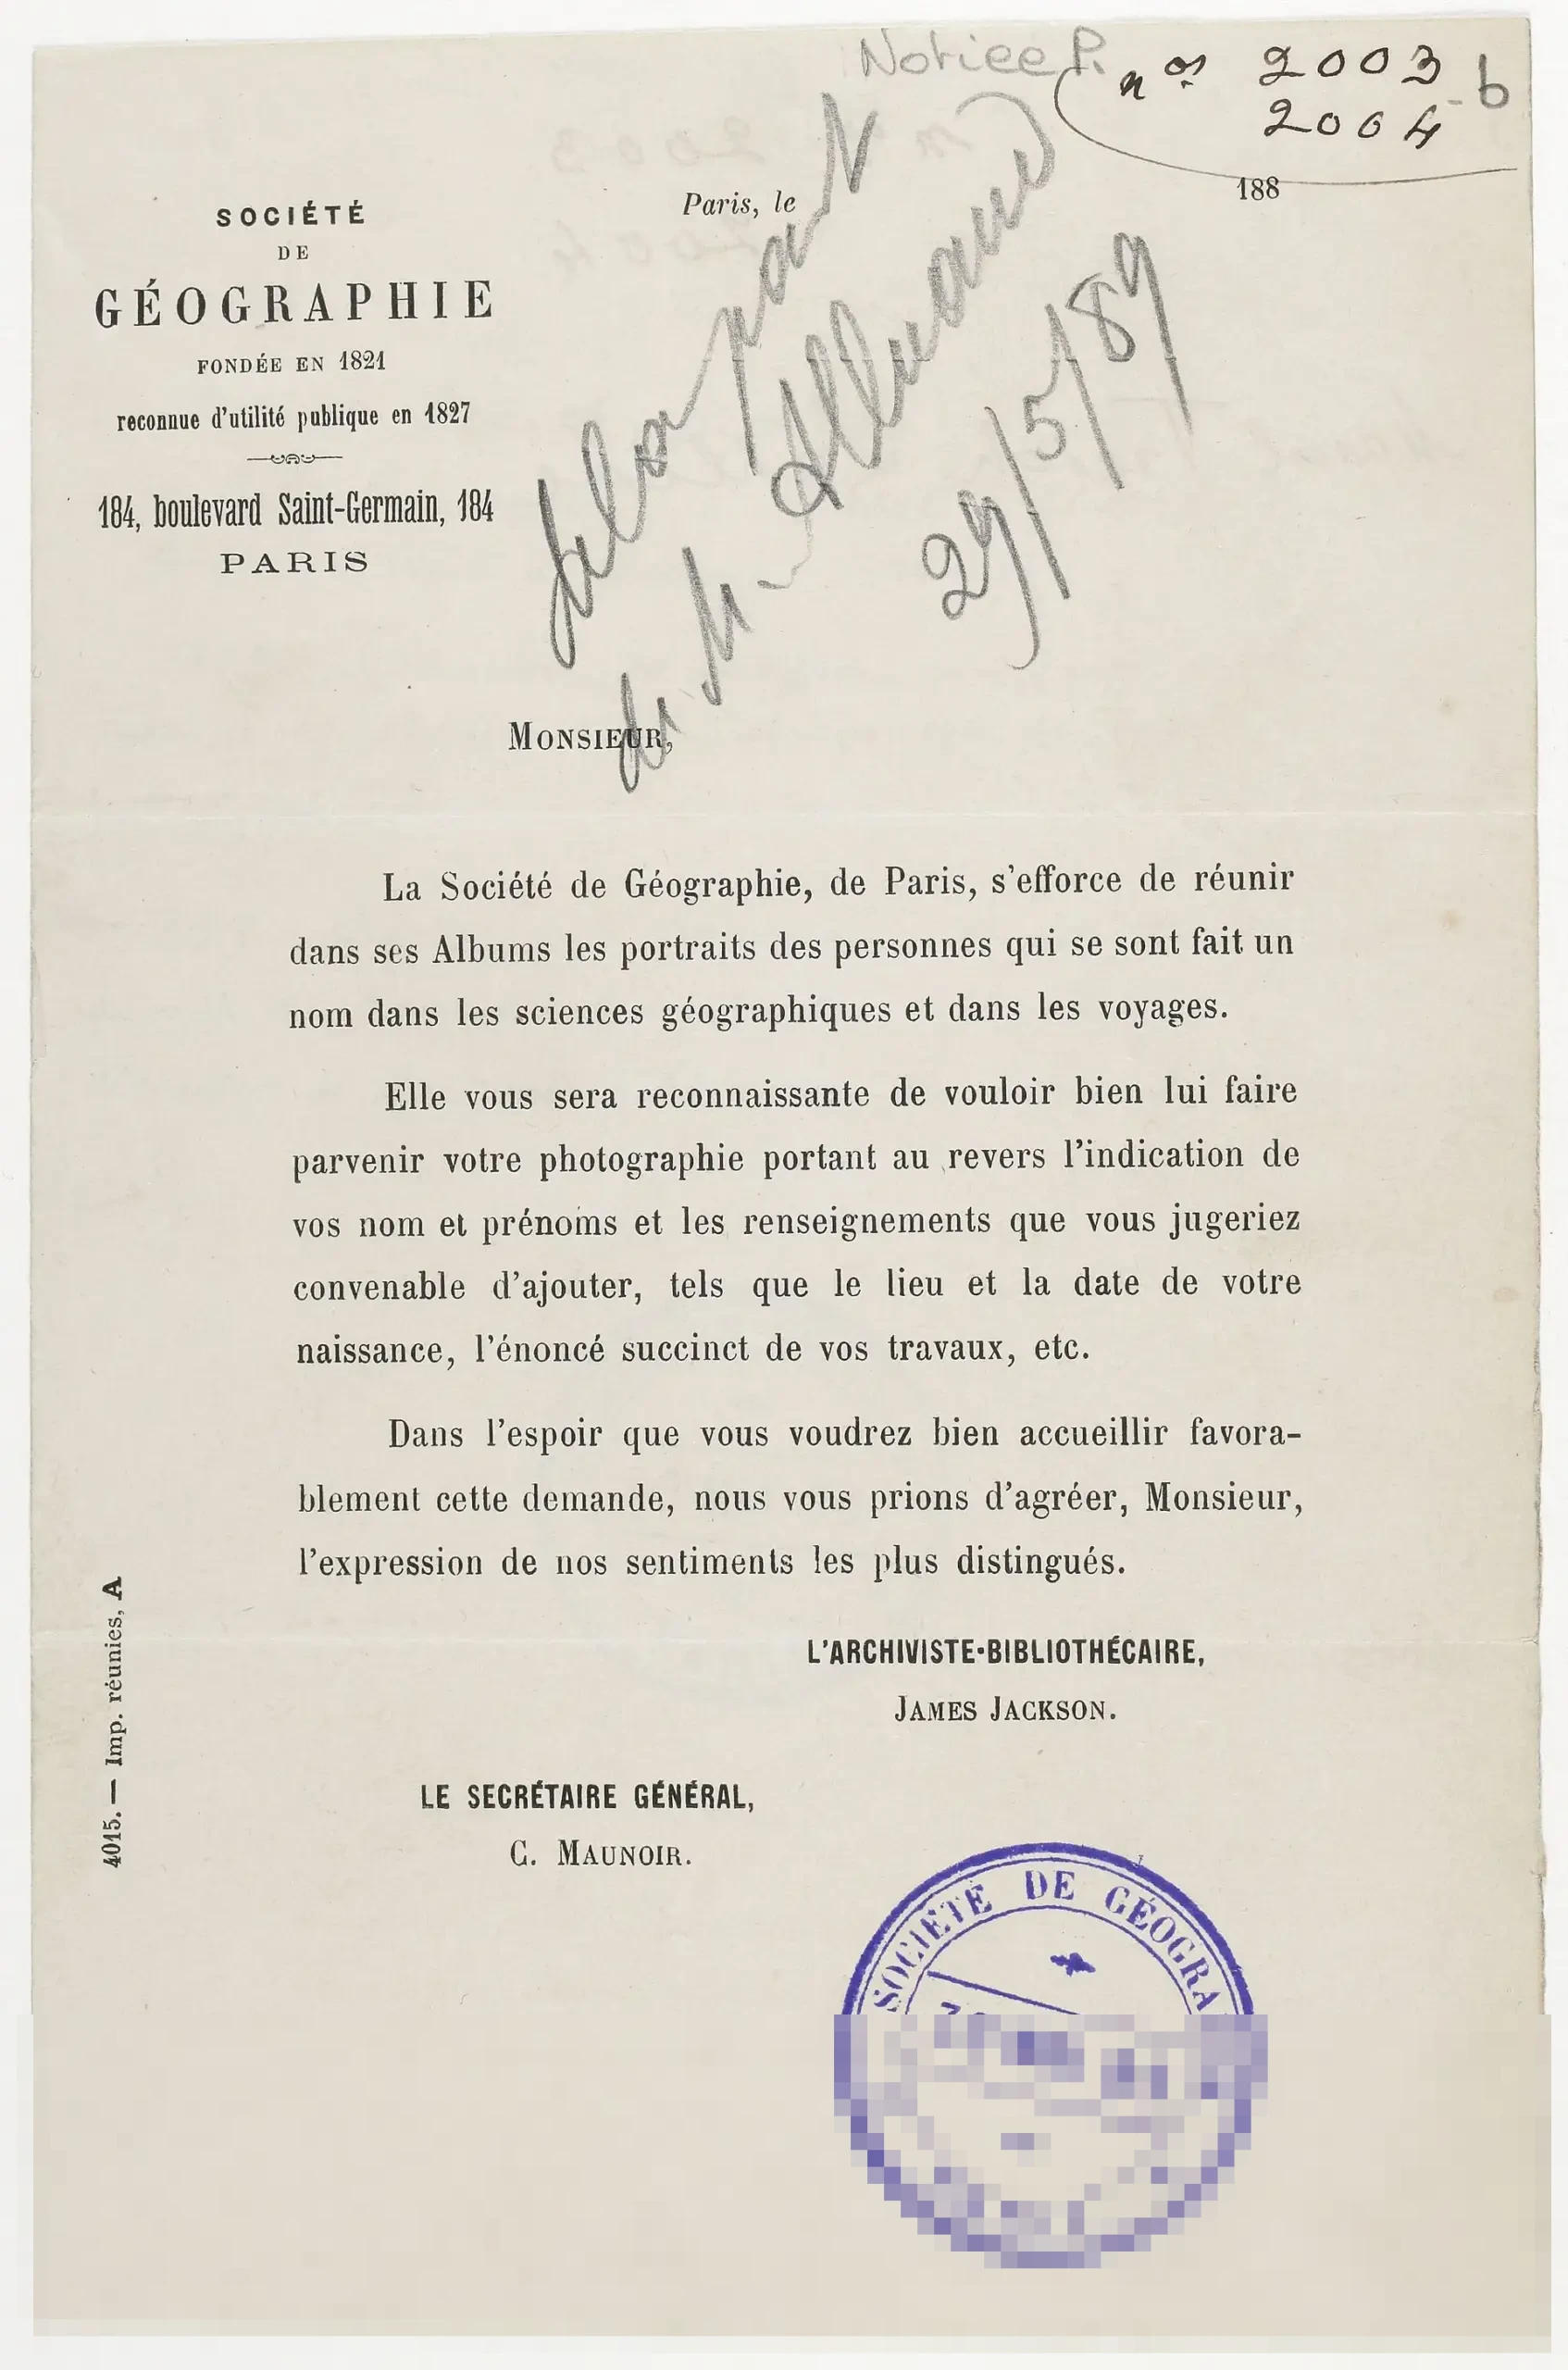 Notice P.
nos 2003
2004 - b
SOCIÉTÉ
DE
GÉOGRAPHIE
FONDÉE EN 1821
reconnue d'utilité publique en 1827
184, boulevard Saint-Germain, 184
PARIS
Paris, le 188
de la part
de M. Alluaud
29/5/89
MONSIEUR,
La Société de Géographie, de Paris, s'efforce de réunir
dans ses Albums les portraits des personnes qui se sont fait un
nom dans les sciences géographiques et dans les voyages.
Elle vous sera reconnaissante de vouloir bien lui faire
parvenir votre photographie portant au revers l'indication de
vos nom et prénoms et les renseignements que vous jugeriez
convenable d'ajouter, tels que le lieu et la date de votre
naissance, l'énoncé succinct de vos travaux, etc.
Dans l'espoir que vous voudrez bien accueillir favora-
blement cette demande, nous vous prions d'agréer, Monsieur,
l'expression de nos sentiments les plus distingués.
L'ARCHIVISTE-BIBLIOTHÉCAIRE,
JAMES JACKSON.
LE SECRÉTAIRE GÉNÉRAL,
C. MAUNOIR.
4015. — Imp. réunies, A
SOCIÉTÉ DE GÉOGRA